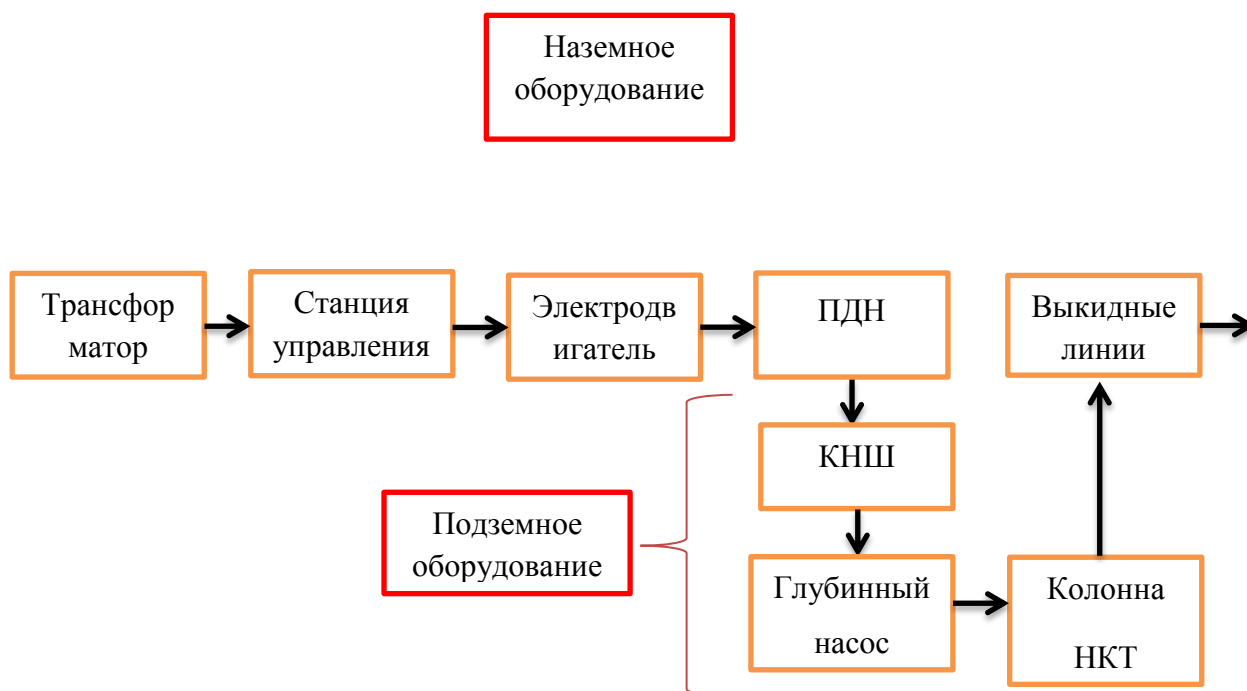 Наземное
оборудование
Трансфор
матор
Станция
управления
Электродв
игатель
ПДН
Выкидные
линии
КНШ
Подземное
оборудование
Глубинный
насос
Колонна
НКТ